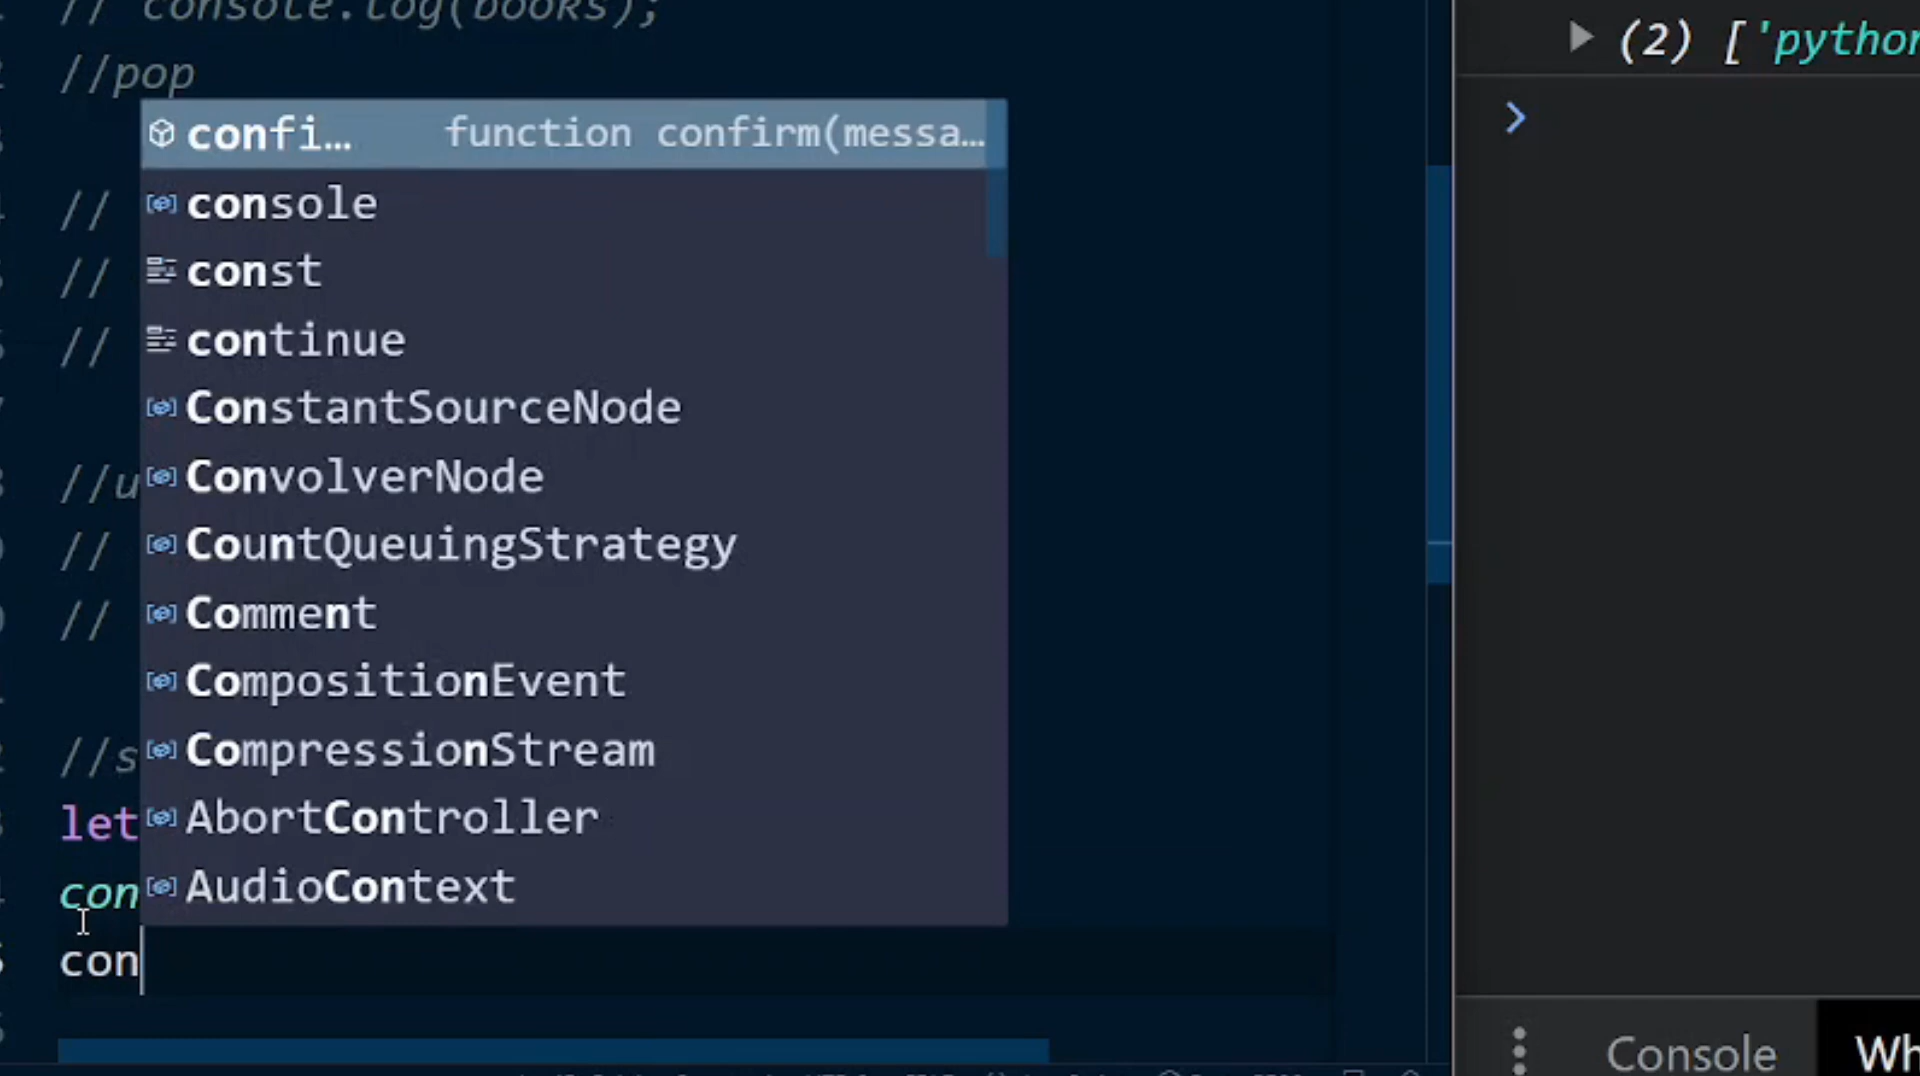 // console.log(books);
//pop
confi… function confirm(messa…
console
// const
// continue
// ConstantSourceNode
ConvolverNode
//u CountQueuingStrategy
// Comment
// CompositionEvent
CompressionStream
//s AbortController
let AudioContext
con
con
(2) ['python
Console Wh